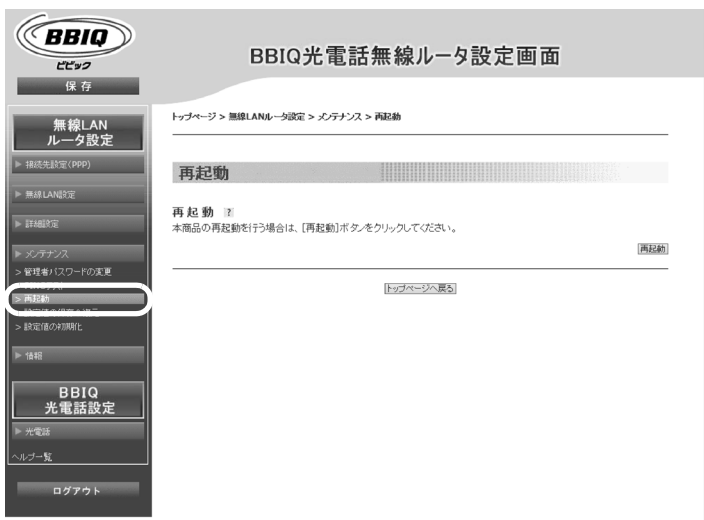 BBIQ
ビビック
BBIQ光電話無線ルータ設定画面
保存
無線LAN
ルータ設定
▶ 接続先設定(PPP)
▶ 無線LAN設定
▶ 詳細設定
▶ メンテナンス
> 管理者パスワードの変更
> 再起動
> 設定値の初期化
▶ 情報
BBIQ
光電話設定
▶ 光電話
ヘルプ一覧
ログアウト
トップページ > 無線LANルータ設定 > メンテナンス > 再起動
再起動
再起動 ?
本商品の再起動を行う場合は、[再起動]ボタンをクリックしてください。
再起動
トップページへ戻る